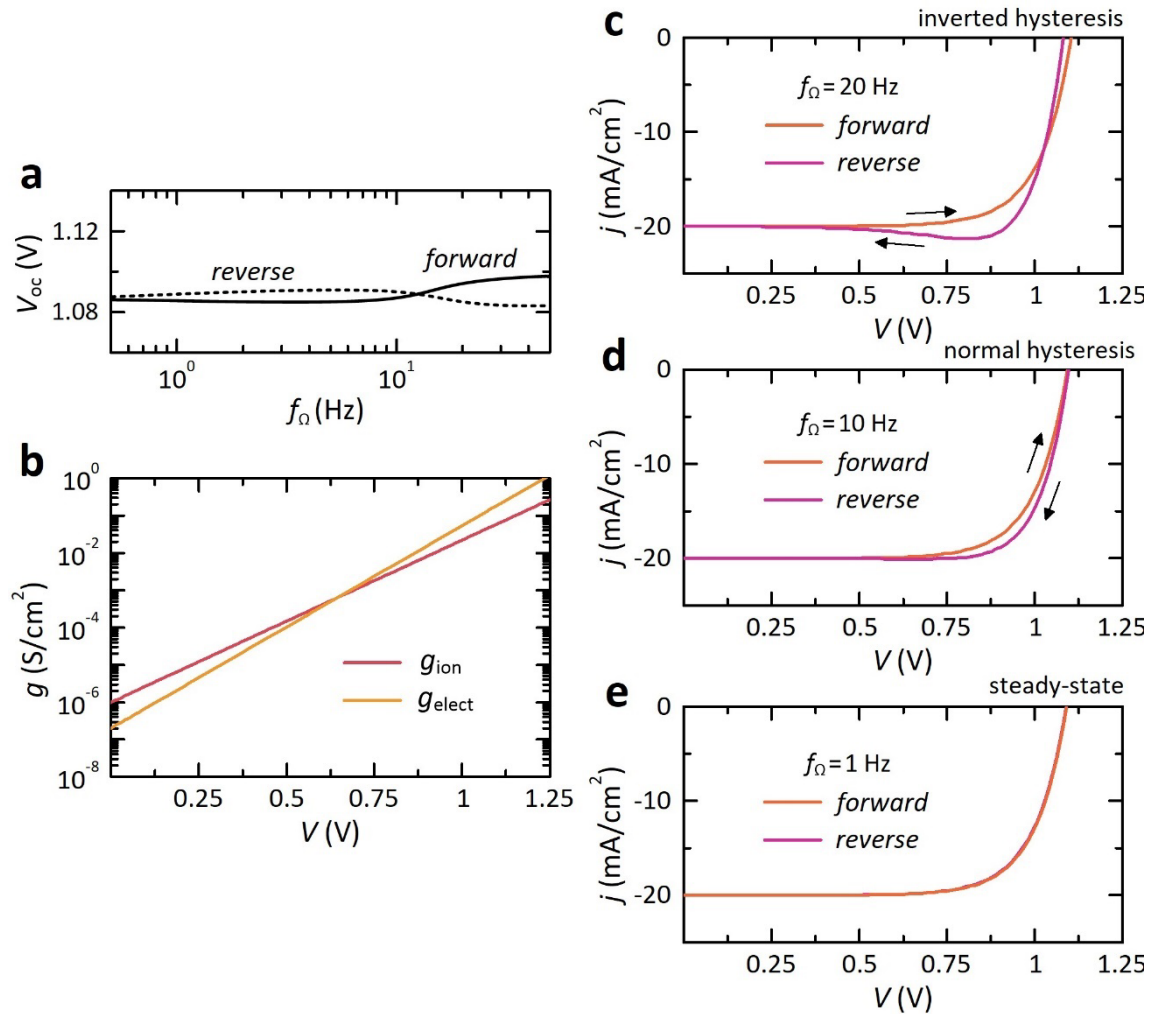 a
V_oc (V)
1.12
1.08
reverse
forward
10^0
10^1
f_Ω (Hz)
b
g (S/cm^2)
10^0
10^-2
10^-4
10^-6
10^-8
g_ion
g_elect
0.25
0.5
0.75
1
1.25
V (V)
c
inverted hysteresis
j (mA/cm^2)
0
-10
-20
f_Ω = 20 Hz
forward
reverse
0.25
0.5
0.75
1
1.25
V (V)
d
normal hysteresis
j (mA/cm^2)
0
-10
-20
f_Ω = 10 Hz
forward
reverse
0.25
0.5
0.75
1
1.25
V (V)
e
steady-state
j (mA/cm^2)
0
-10
-20
f_Ω = 1 Hz
forward
reverse
0.25
0.5
0.75
1
1.25
V (V)